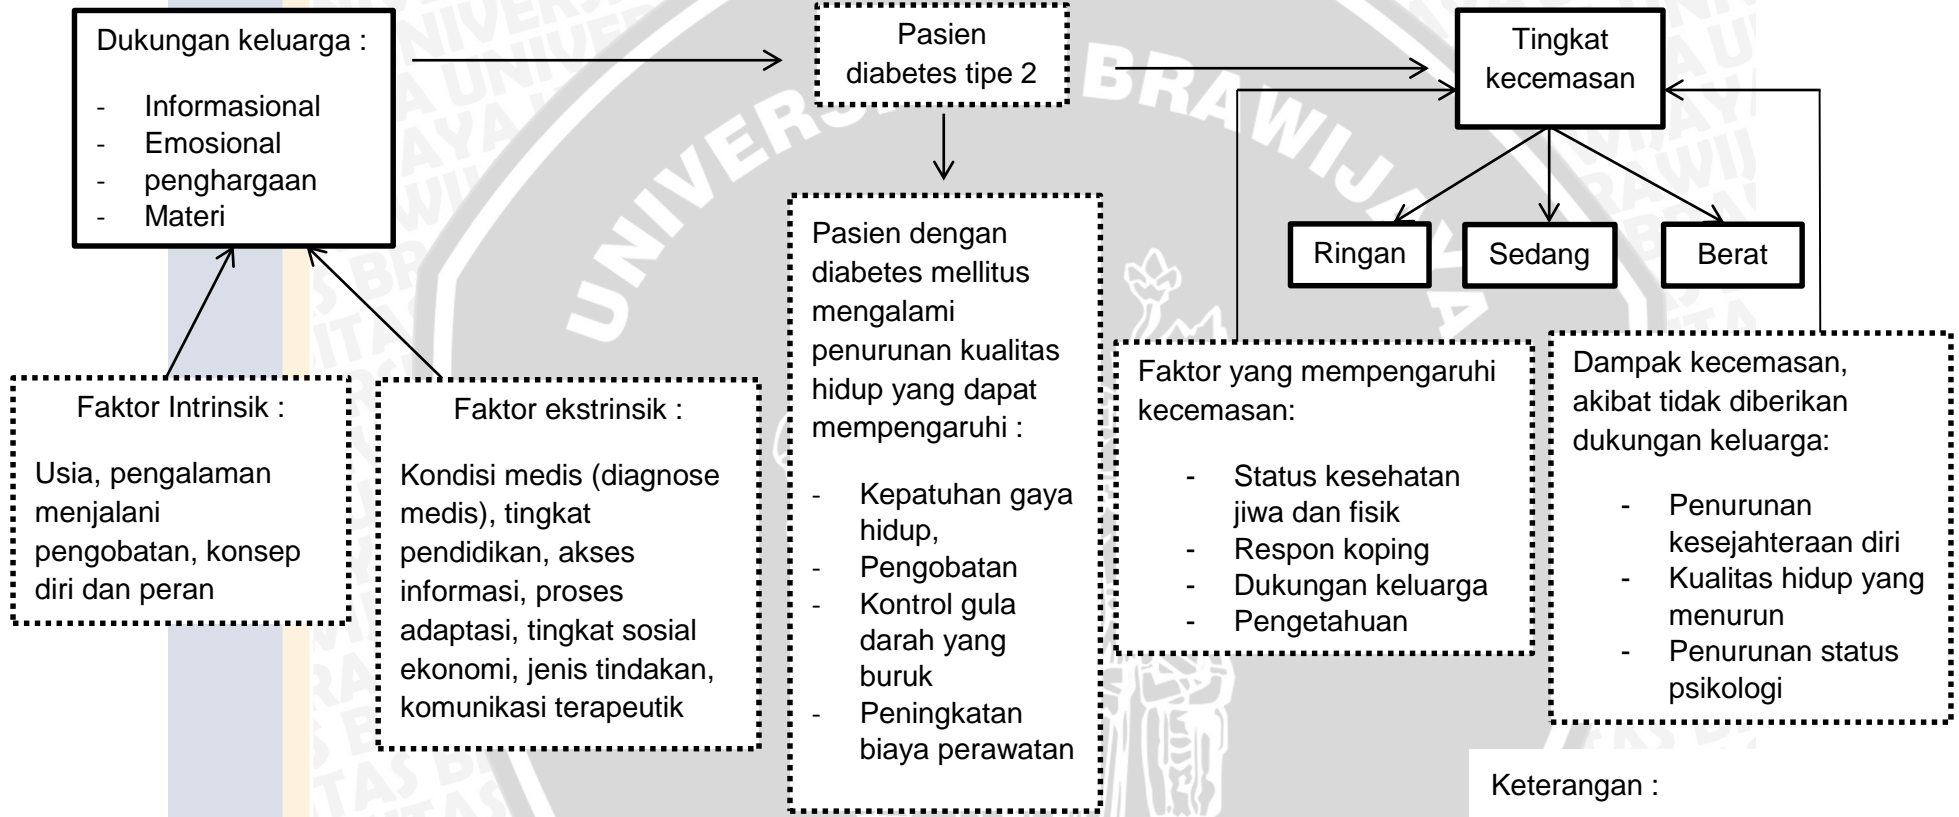 Dukungan keluarga :
- Informasional
- Emosional
- penghargaan
- Materi
Pasien
diabetes tipe 2
Tingkat
kecemasan
Ringan
Sedang
Berat
Faktor Intrinsik :
Usia, pengalaman
menjalani
pengobatan, konsep
diri dan peran
Faktor ekstrinsik :
Kondisi medis (diagnose
medis), tingkat
pendidikan, akses
informasi, proses
adaptasi, tingkat sosial
ekonomi, jenis tindakan,
komunikasi terapeutik
Pasien dengan
diabetes mellitus
mengalami
penurunan kualitas
hidup yang dapat
mempengaruhi :
- Kepatuhan gaya
hidup,
- Pengobatan
- Kontrol gula
darah yang
buruk
- Peningkatan
biaya perawatan
Faktor yang mempengaruhi
kecemasan:
- Status kesehatan
jiwa dan fisik
- Respon koping
- Dukungan keluarga
- Pengetahuan
Dampak kecemasan,
akibat tidak diberikan
dukungan keluarga:
- Penurunan
kesejahteraan diri
- Kualitas hidup yang
menurun
- Penurunan status
psikologi
Keterangan :
BRAWIJAYA